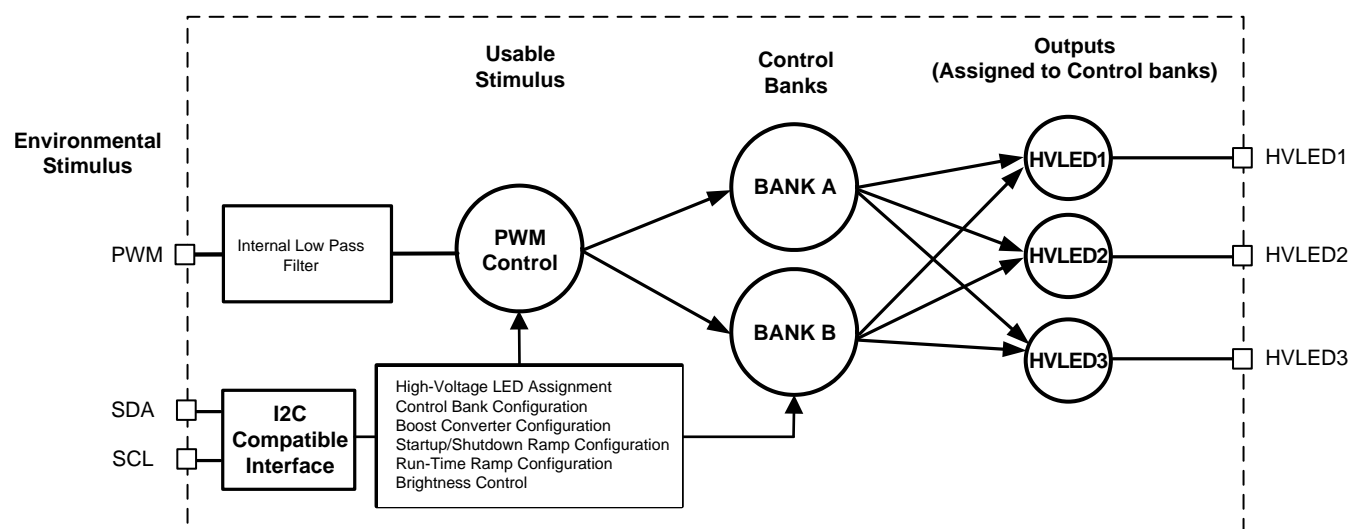 Usable
Stimulus
Control
Banks
Outputs
(Assigned to Control banks)
Environmental
Stimulus
PWM
Internal Low Pass
Filter
PWM
Control
BANK A
BANK B
HVLED1
HVLED2
HVLED3
HVLED1
HVLED2
HVLED3
SDA
SCL
I2C
Compatible
Interface
High-Voltage LED Assignment
Control Bank Configuration
Boost Converter Configuration
Startup/Shutdown Ramp Configuration
Run-Time Ramp Configuration
Brightness Control